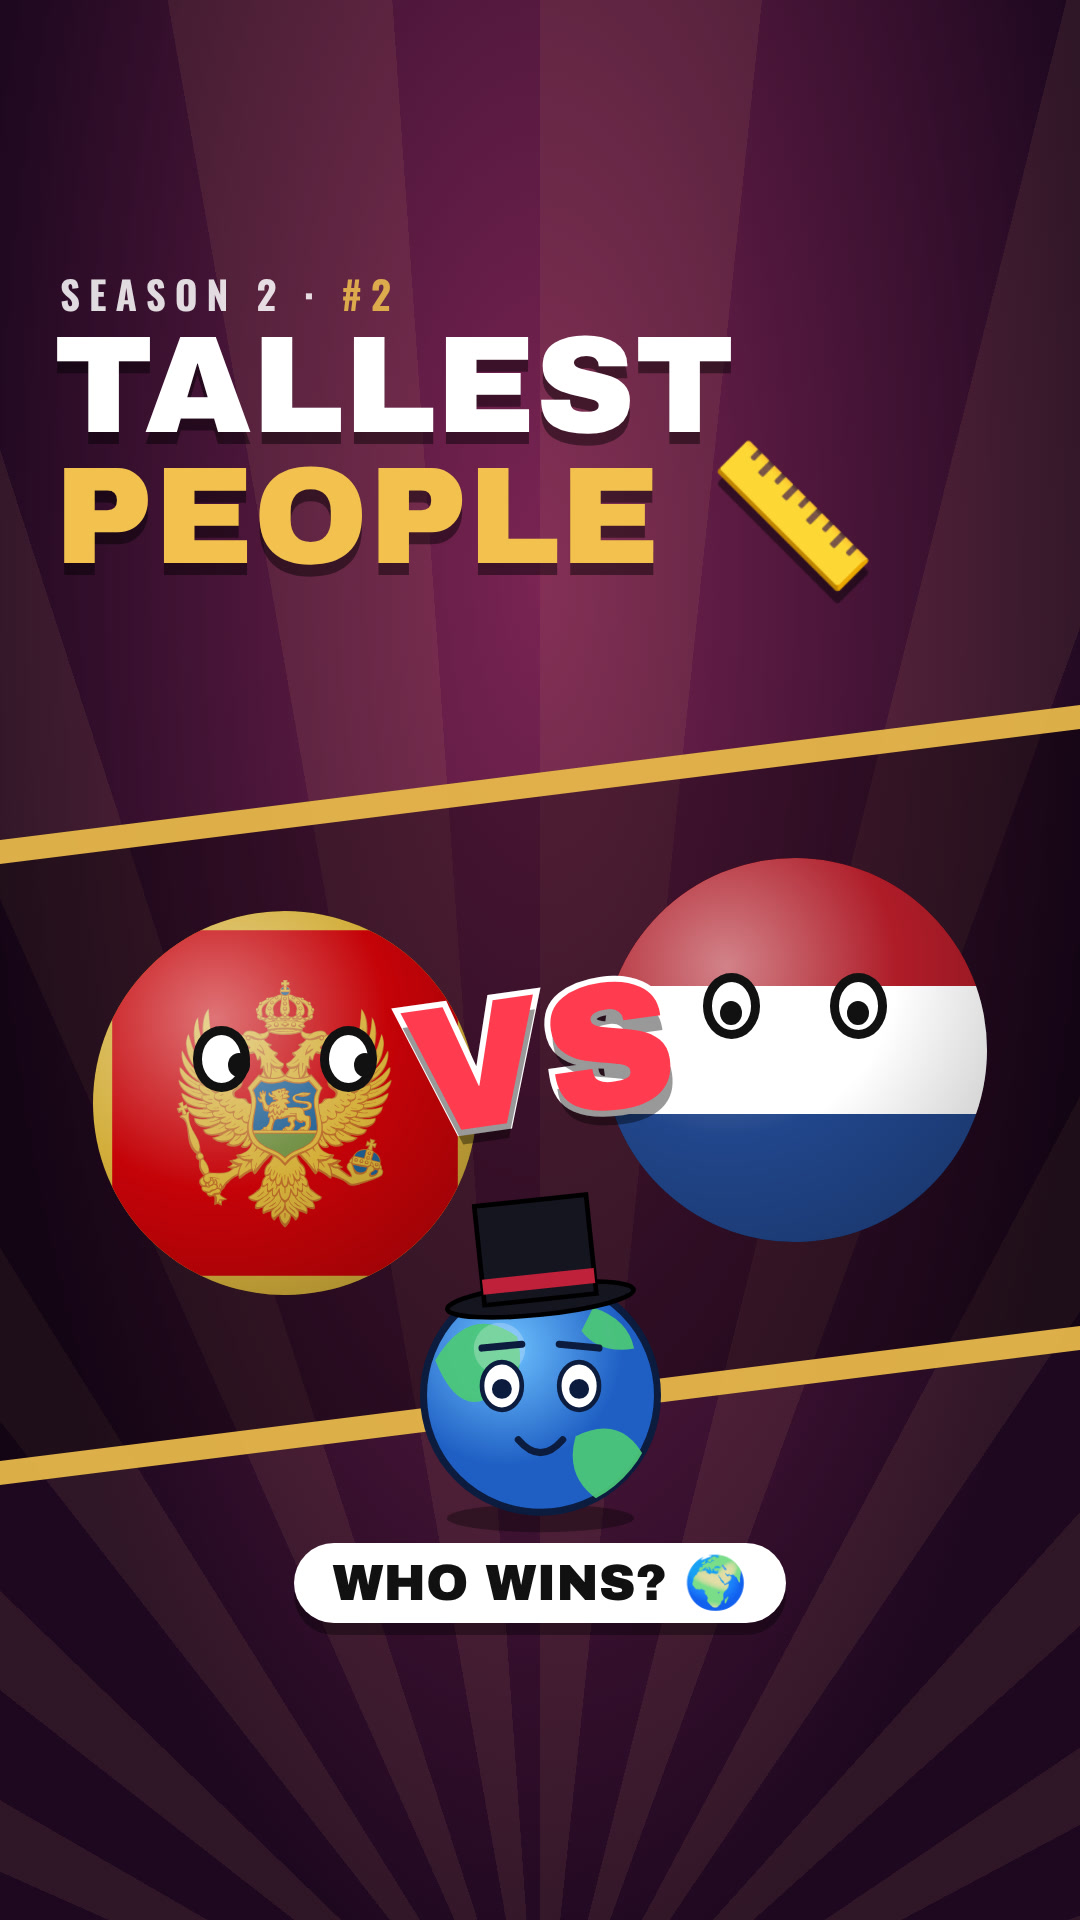 SEASON 2 · #2
TALLEST
PEOPLE
VS
WHO WINS? 🌍